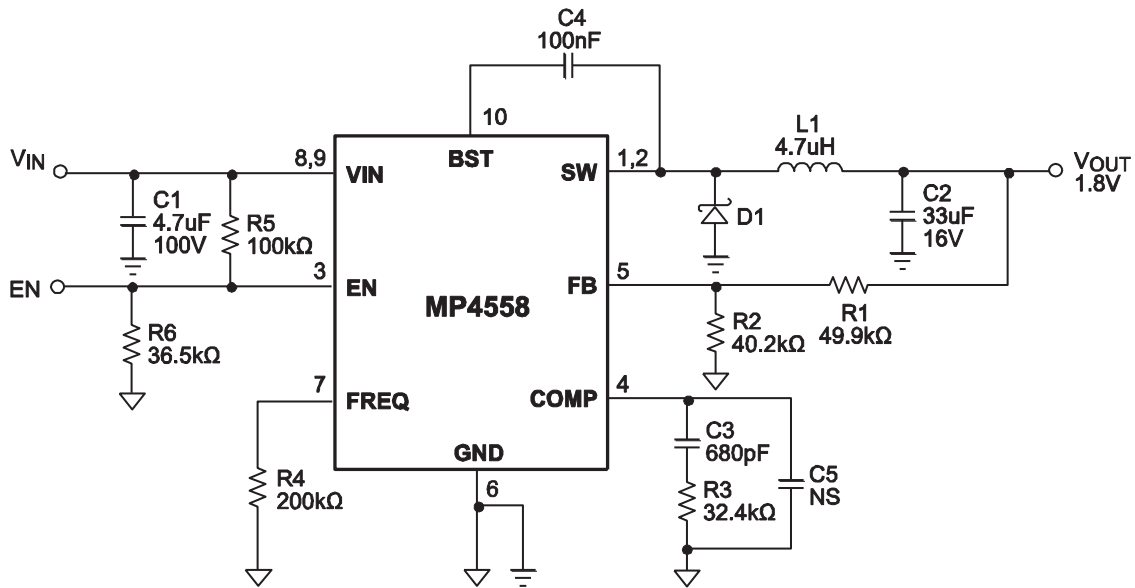 C4
100nF
10
L1
4.7uH
VIN
8,9
VIN
BST
SW
1,2
VOUT
1.8V
C1
4.7uF
100V
R5
100kΩ
D1
C2
33uF
16V
EN
3
EN
MP4558
FB
5
R6
36.5kΩ
R2
40.2kΩ
R1
49.9kΩ
7
FREQ
COMP
4
GND
6
R4
200kΩ
C3
680pF
R3
32.4kΩ
C5
NS